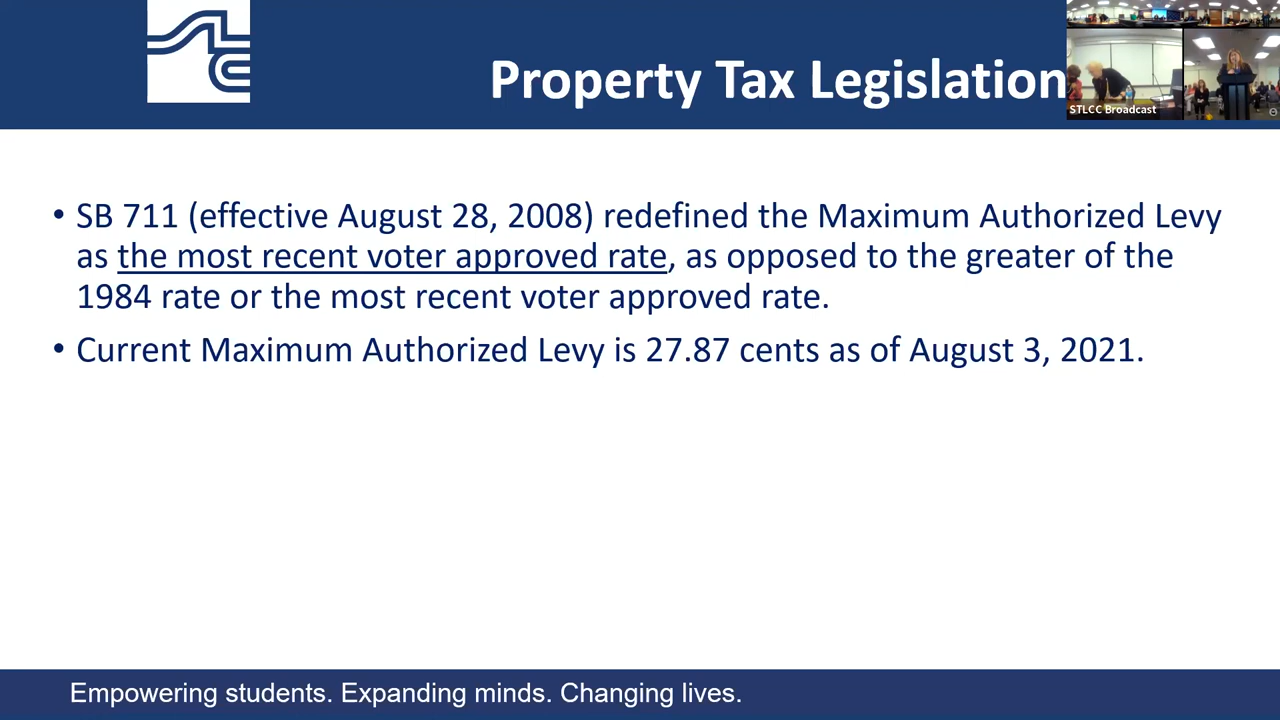 Property Tax Legislation
STLCC Broadcast
• SB 711 (effective August 28, 2008) redefined the Maximum Authorized Levy
as the most recent voter approved rate, as opposed to the greater of the
1984 rate or the most recent voter approved rate.
• Current Maximum Authorized Levy is 27.87 cents as of August 3, 2021.
Empowering students. Expanding minds. Changing lives.